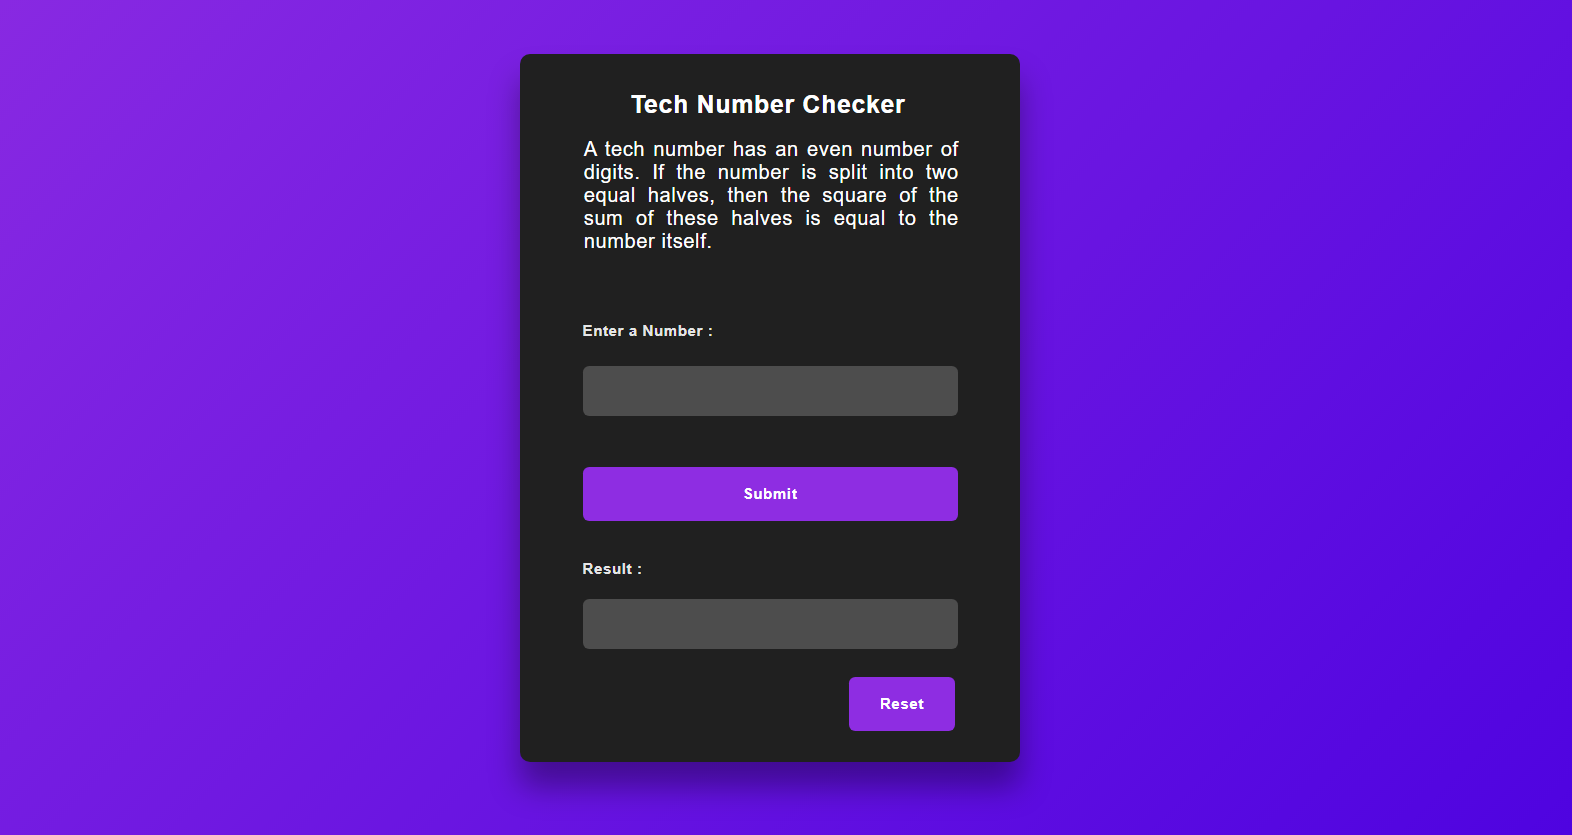 Tech Number Checker
A tech number has an even number of
digits. If the number is split into two
equal halves, then the square of the
sum of these halves is equal to the
number itself.
Enter a Number :
Submit
Result :
Reset